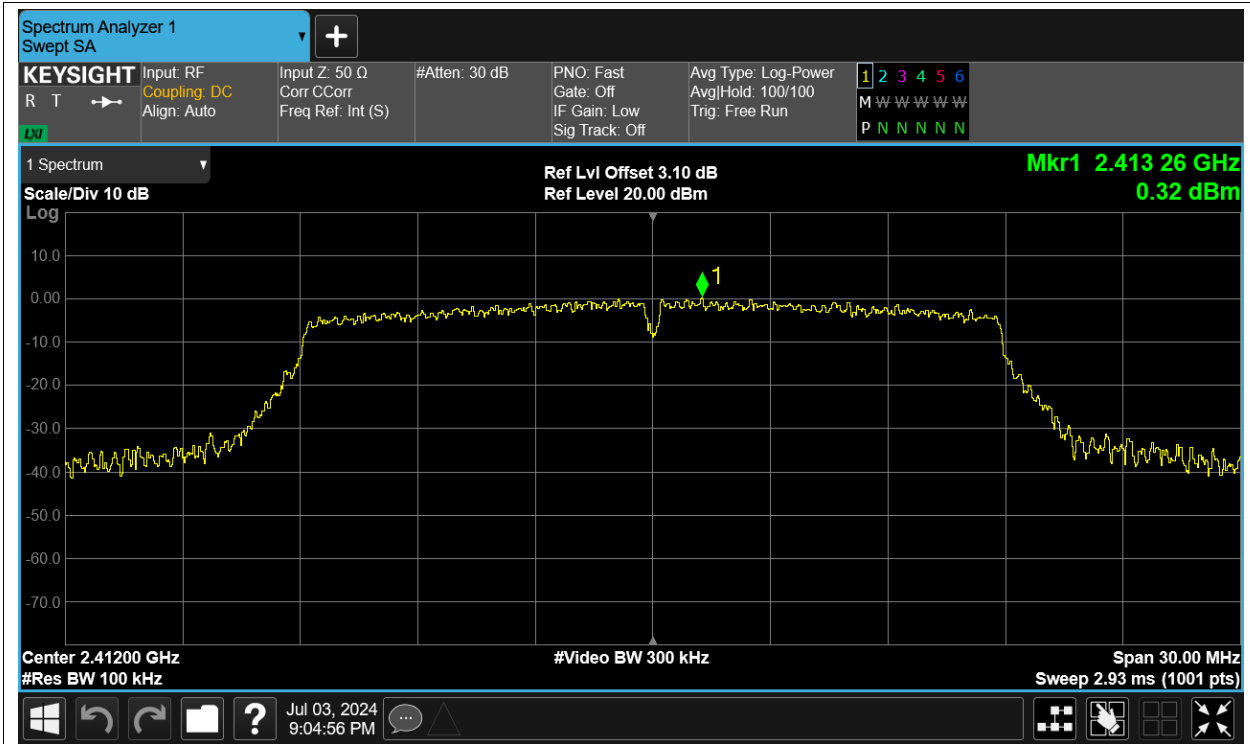 Spectrum Analyzer 1
Swept SA
KEYSIGHT
R T
LXI
Input: RF
Coupling: DC
Align: Auto
Input Z: 50 Ω
Corr CCorr
Freq Ref: Int (S)
#Atten: 30 dB
PNO: Fast
Gate: Off
IF Gain: Low
Sig Track: Off
Avg Type: Log-Power
Avg|Hold: 100/100
Trig: Free Run
1 2 3 4 5 6
M W W W W W
P N N N N N
1 Spectrum
Scale/Div 10 dB
Log
Ref Lvl Offset 3.10 dB
Ref Level 20.00 dBm
Mkr1 2.413 26 GHz
0.32 dBm
10.0
0.00
-10.0
-20.0
-30.0
-40.0
-50.0
-60.0
-70.0
1
Center 2.41200 GHz
#Res BW 100 kHz
#Video BW 300 kHz
Span 30.00 MHz
Sweep 2.93 ms (1001 pts)
?
Jul 03, 2024
9:04:56 PM